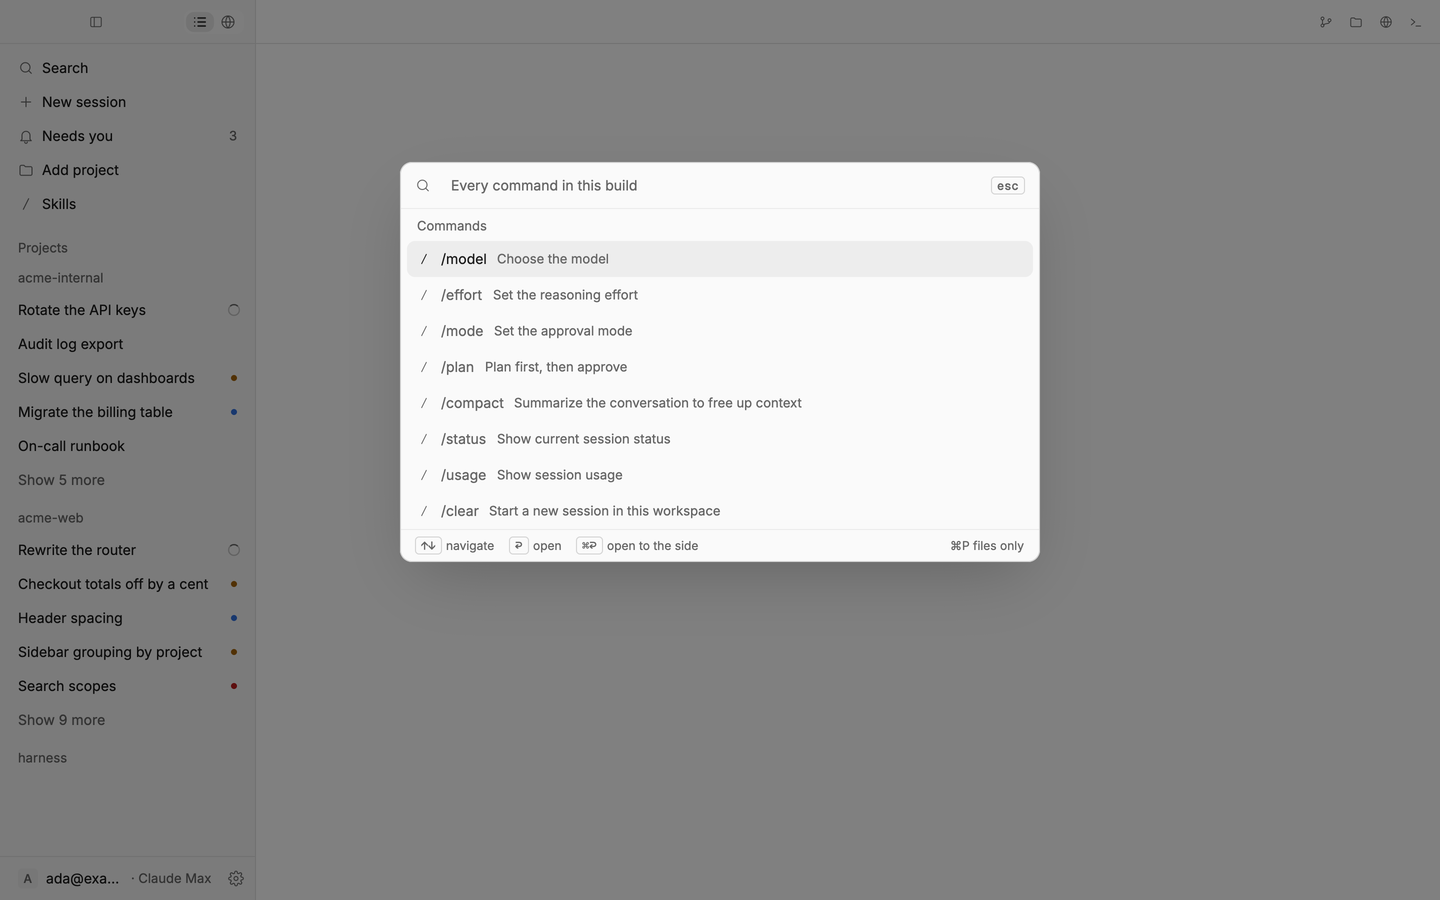 Search
New session
Needs you 3
Add project
/ Skills
Projects
acme-internal
Rotate the API keys
Audit log export
Slow query on dashboards
Migrate the billing table
On-call runbook
Show 5 more
acme-web
Rewrite the router
Checkout totals off by a cent
Header spacing
Sidebar grouping by project
Search scopes
Show 9 more
harness
A ada@exa... · Claude Max
Every command in this build esc
Commands
/ /model Choose the model
/ /effort Set the reasoning effort
/ /mode Set the approval mode
/ /plan Plan first, then approve
/ /compact Summarize the conversation to free up context
/ /status Show current session status
/ /usage Show session usage
/ /clear Start a new session in this workspace
↑↓ navigate ↵ open ⌘↵ open to the side ⌘P files only